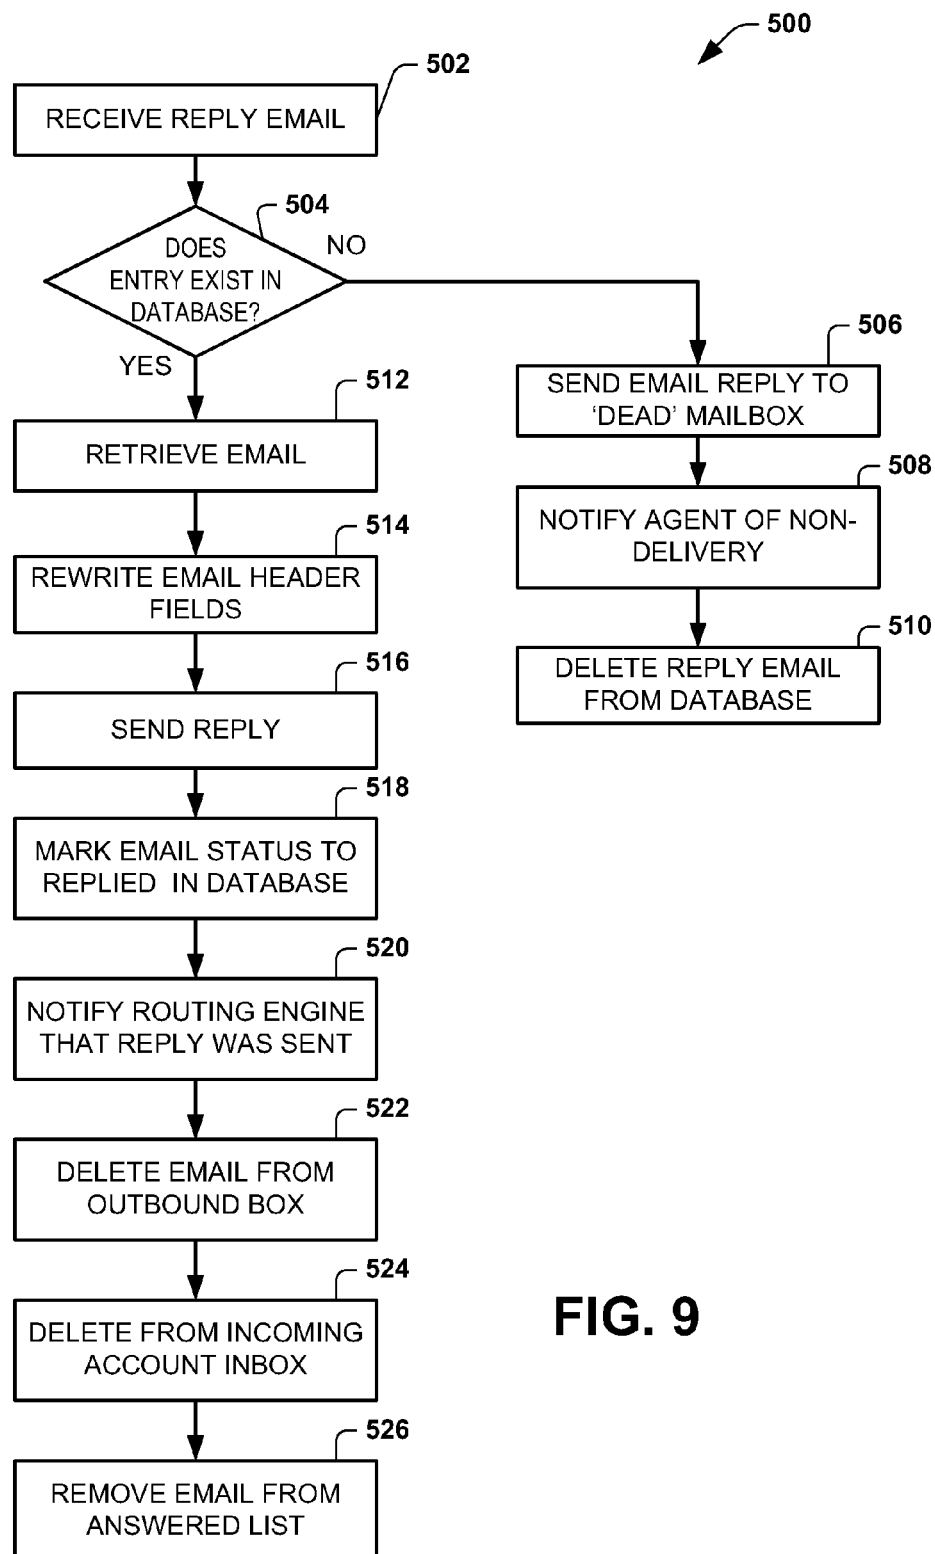 500
502
RECEIVE REPLY EMAIL
504
DOES
ENTRY EXIST IN
DATABASE?
NO
YES
506
SEND EMAIL REPLY TO
‘DEAD’ MAILBOX
508
NOTIFY AGENT OF NON-
DELIVERY
510
DELETE REPLY EMAIL
FROM DATABASE
512
RETRIEVE EMAIL
514
REWRITE EMAIL HEADER
FIELDS
516
SEND REPLY
518
MARK EMAIL STATUS TO
REPLIED IN DATABASE
520
NOTIFY ROUTING ENGINE
THAT REPLY WAS SENT
522
DELETE EMAIL FROM
OUTBOUND BOX
524
DELETE FROM INCOMING
ACCOUNT INBOX
526
REMOVE EMAIL FROM
ANSWERED LIST
FIG. 9